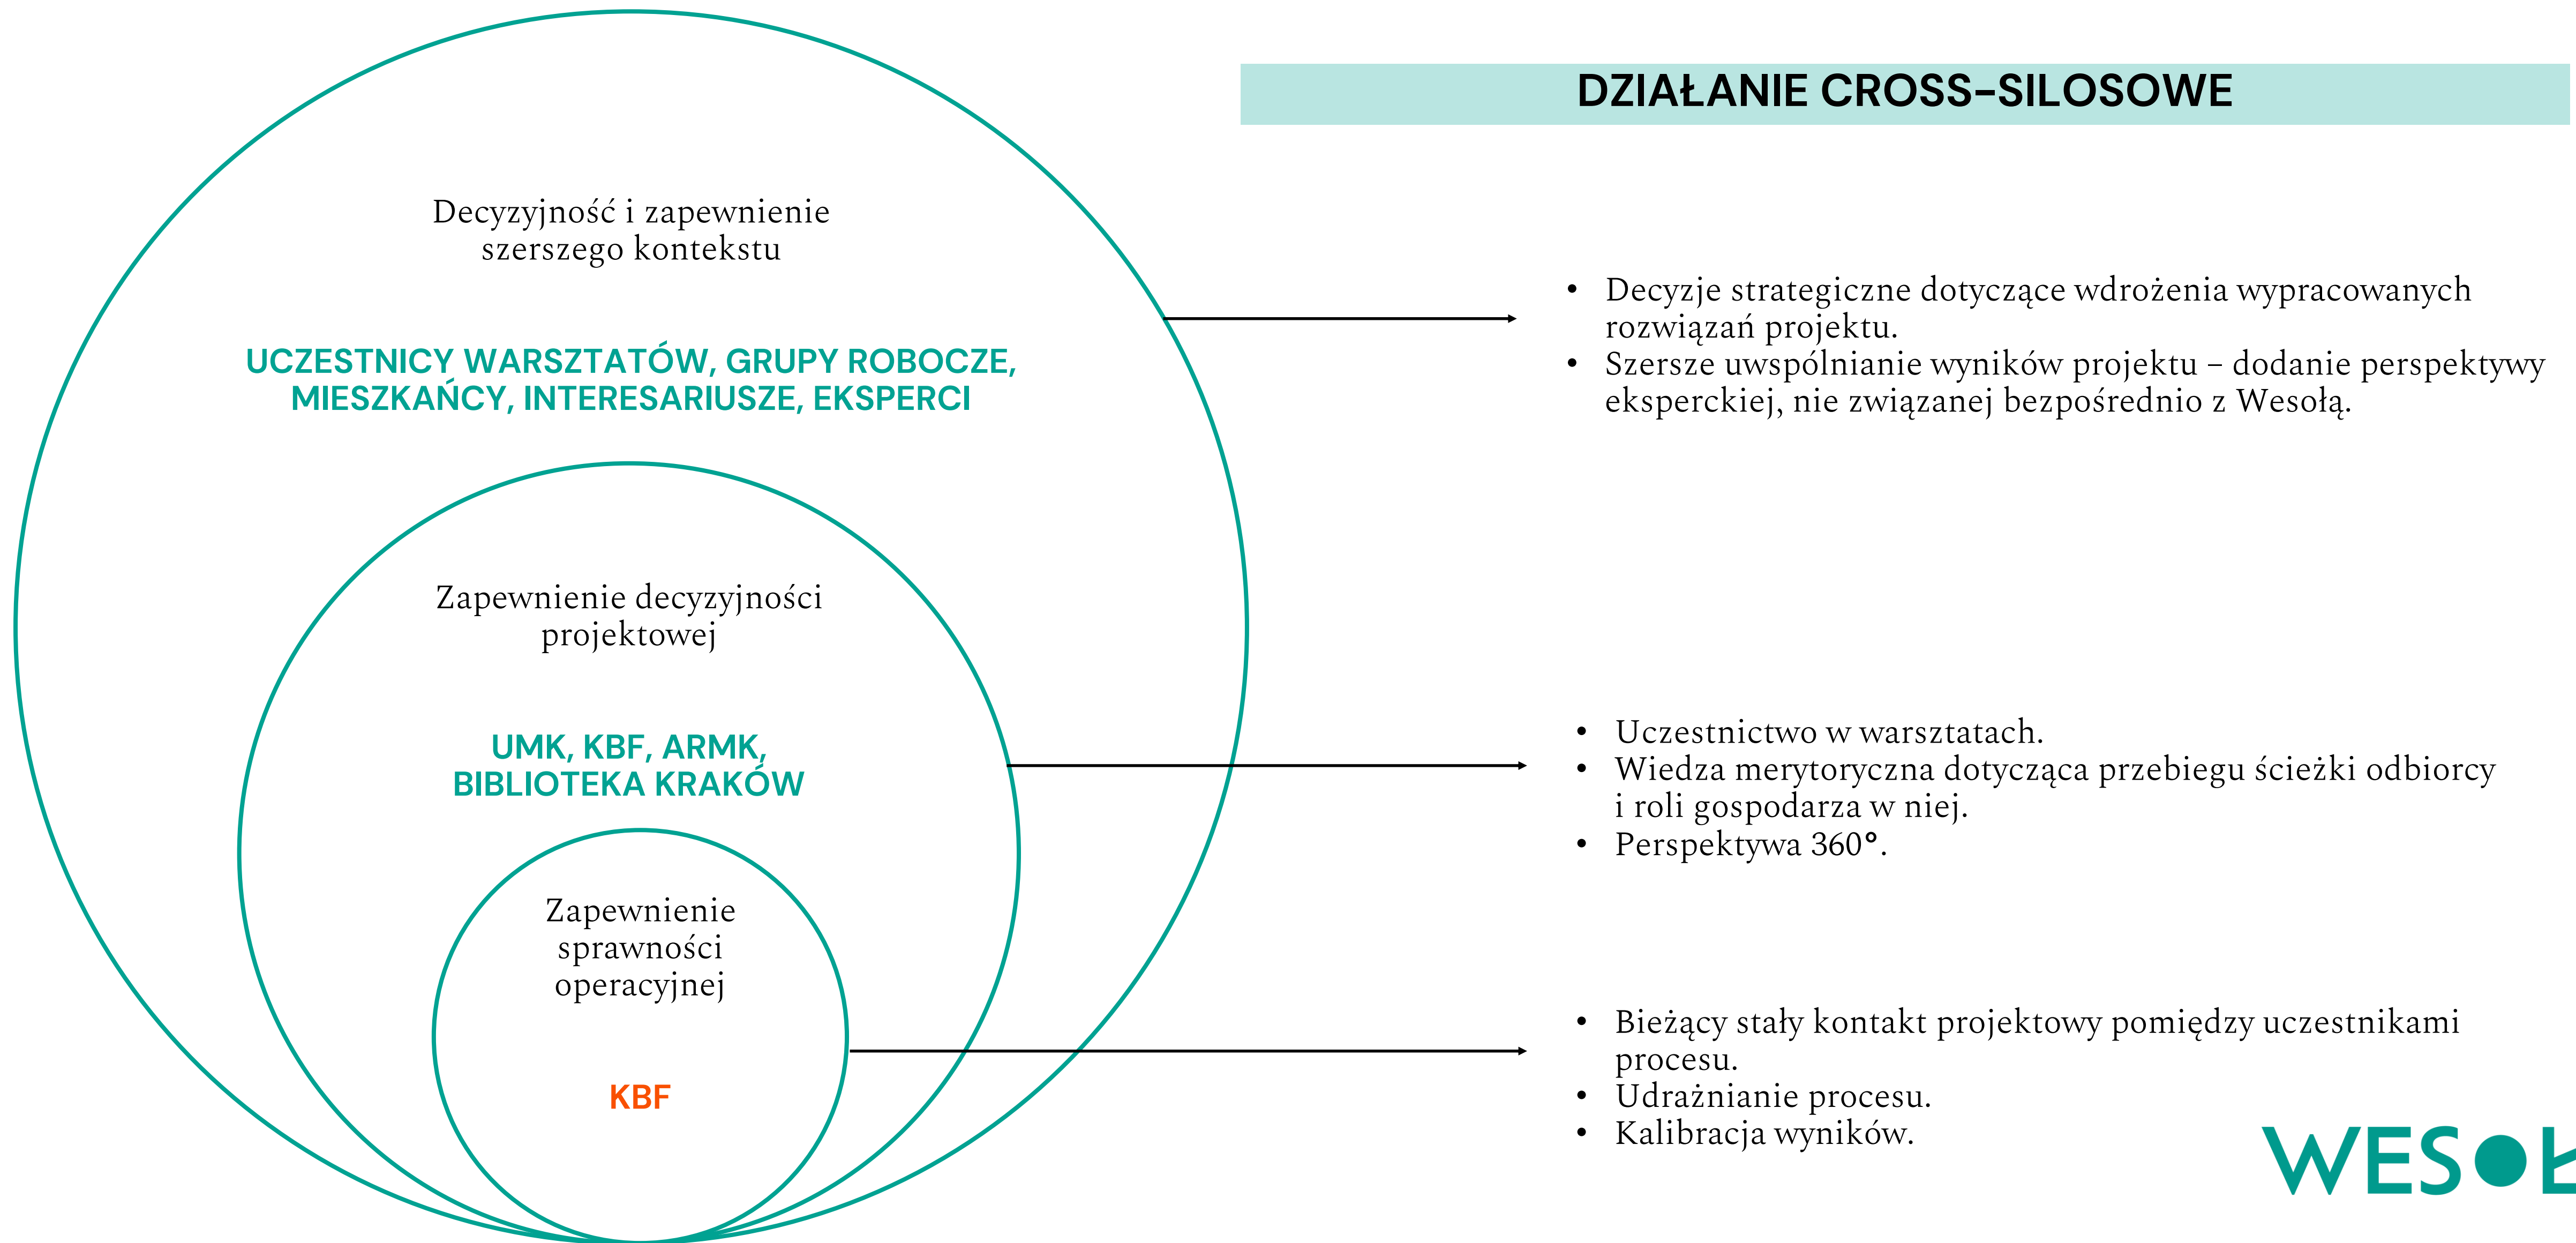 DZIAŁANIE CROSS-SILOSOWE
Decyzyjność i zapewnienie
szerszego kontekstu
UCZESTNICY WARSZTATÓW, GRUPY ROBOCZE,
MIESZKAŃCY, INTERESARIUSZE, EKSPERCI
• Decyzje strategiczne dotyczące wdrożenia wypracowanych
rozwiązań projektu.
• Szersze uwspólnianie wyników projektu – dodanie perspektywy
eksperckiej, nie związanej bezpośrednio z Wesołą.
Zapewnienie decyzyjności
projektowej
UMK, KBF, ARMK,
BIBLIOTEKA KRAKÓW
• Uczestnictwo w warsztatach.
• Wiedza merytoryczna dotycząca przebiegu ścieżki odbiorcy
i roli gospodarza w niej.
• Perspektywa 360°.
Zapewnienie
sprawności
operacyjnej
KBF
• Bieżący stały kontakt projektowy pomiędzy uczestnikami
procesu.
• Udrażnianie procesu.
• Kalibracja wyników.
WESOŁ